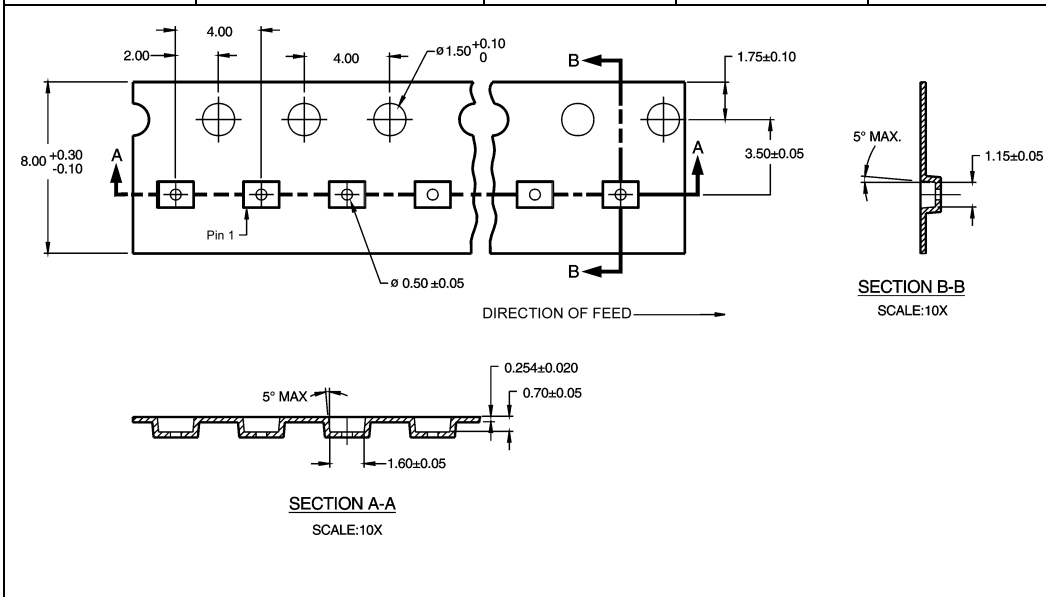 4.00
2.00
4.00
ø1.50 +0.10
0
B
1.75±0.10
8.00 +0.30
-0.10
A
A
3.50±0.05
5° MAX.
1.15±0.05
Pin 1
ø 0.50 ±0.05
B
SECTION B-B
SCALE:10X
DIRECTION OF FEED
0.254±0.020
0.70±0.05
5° MAX
1.60±0.05
SECTION A-A
SCALE:10X